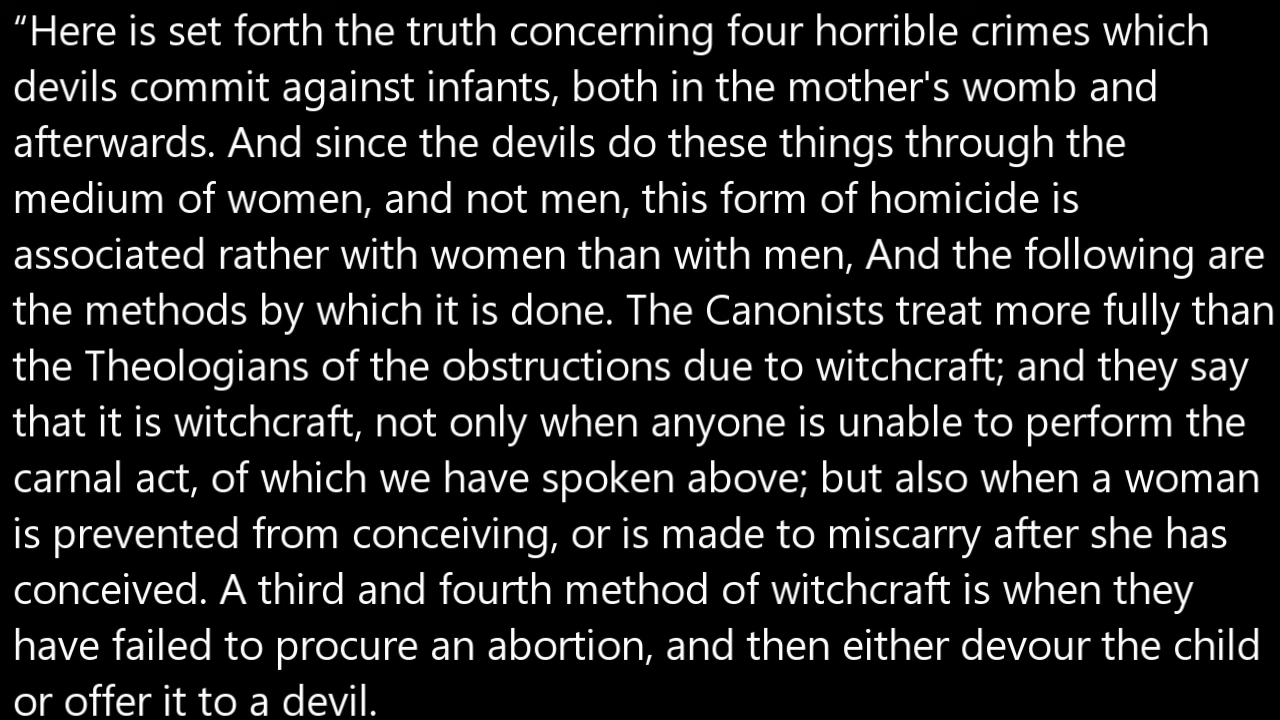 “Here is set forth the truth concerning four horrible crimes which
devils commit against infants, both in the mother's womb and
afterwards. And since the devils do these things through the
medium of women, and not men, this form of homicide is
associated rather with women than with men, And the following are
the methods by which it is done. The Canonists treat more fully than
the Theologians of the obstructions due to witchcraft; and they say
that it is witchcraft, not only when anyone is unable to perform the
carnal act, of which we have spoken above; but also when a woman
is prevented from conceiving, or is made to miscarry after she has
conceived. A third and fourth method of witchcraft is when they
have failed to procure an abortion, and then either devour the child
or offer it to a devil.